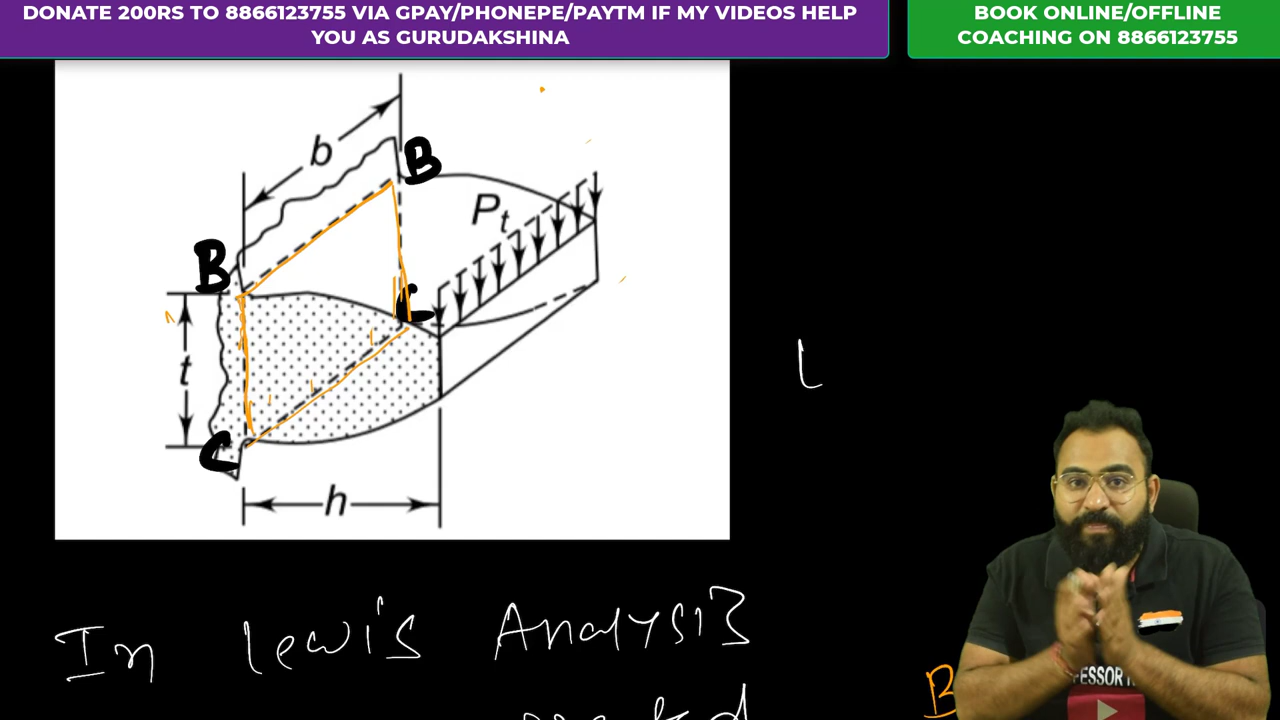 DONATE 200RS TO 8866123755 VIA GPAY/PHONEPE/PAYTM IF MY VIDEOS HELP
YOU AS GURUDAKSHINA
BOOK ONLINE/OFFLINE
COACHING ON 8866123755
b
B
Pt
B
C
t
C
h
In Lewis Analysis
B